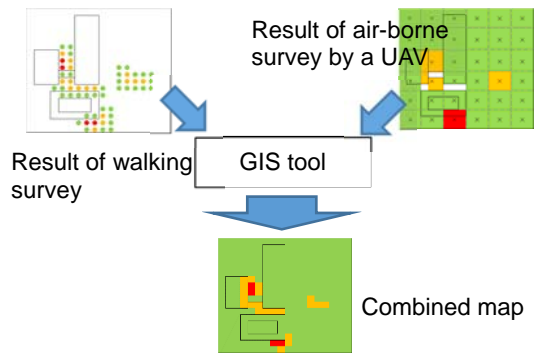 Result of air-borne
survey by a UAV
Result of walking
survey
GIS tool
Combined map